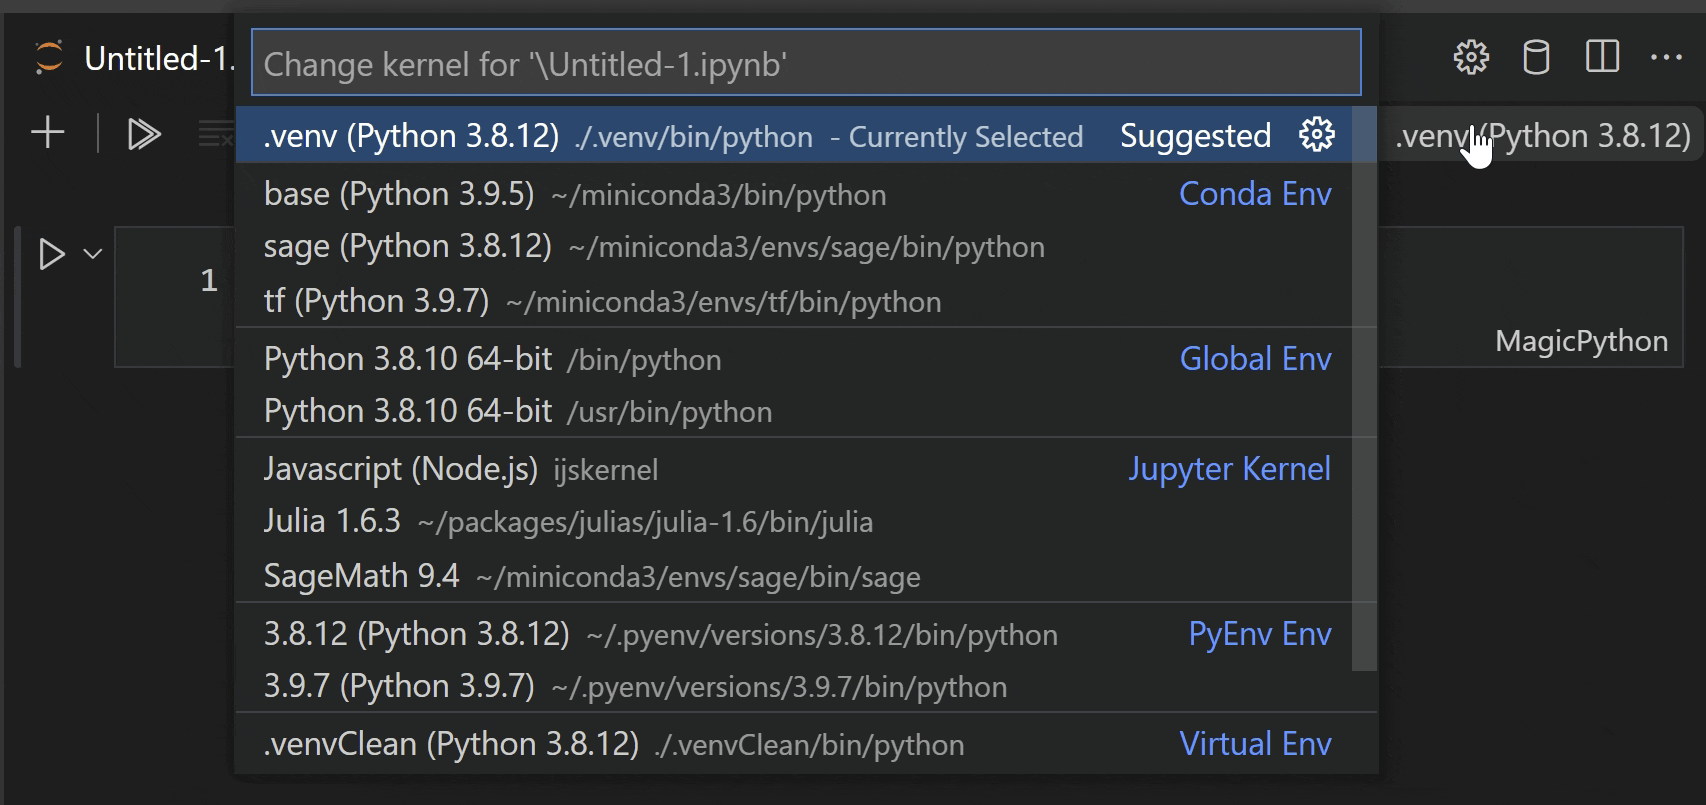 Untitled-1.
Change kernel for '\Untitled-1.ipynb'
.venv (Python 3.8.12) ./.venv/bin/python - Currently Selected Suggested
.venv (Python 3.8.12)
base (Python 3.9.5) ~/miniconda3/bin/python Conda Env
sage (Python 3.8.12) ~/miniconda3/envs/sage/bin/python
1
tf (Python 3.9.7) ~/miniconda3/envs/tf/bin/python
MagicPython
Python 3.8.10 64-bit /bin/python Global Env
Python 3.8.10 64-bit /usr/bin/python
Javascript (Node.js) ijskernel Jupyter Kernel
Julia 1.6.3 ~/packages/julias/julia-1.6/bin/julia
SageMath 9.4 ~/miniconda3/envs/sage/bin/sage
3.8.12 (Python 3.8.12) ~/.pyenv/versions/3.8.12/bin/python PyEnv Env
3.9.7 (Python 3.9.7) ~/.pyenv/versions/3.9.7/bin/python
.venvClean (Python 3.8.12) ./.venvClean/bin/python Virtual Env